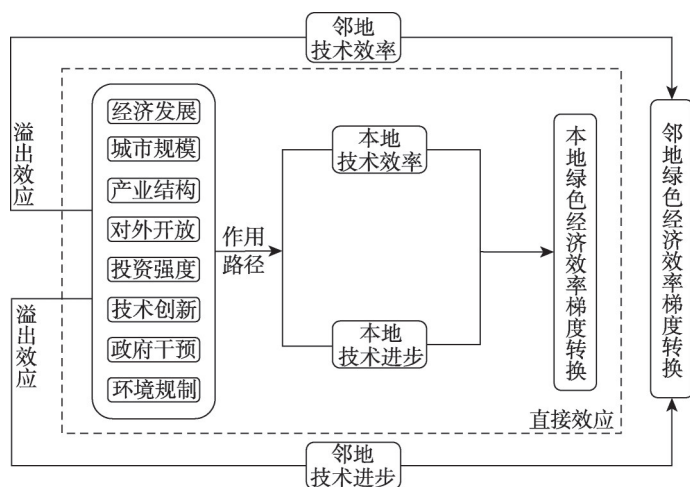 邻地
技术效率
溢出效应
经济发展
城市规模
产业结构
对外开放
投资强度
技术创新
政府干预
环境规制
溢出效应
作用
路径
本地
技术效率
本地
技术进步
本地绿色经济效率梯度转换
邻地绿色经济效率梯度转换
直接效应
邻地
技术进步